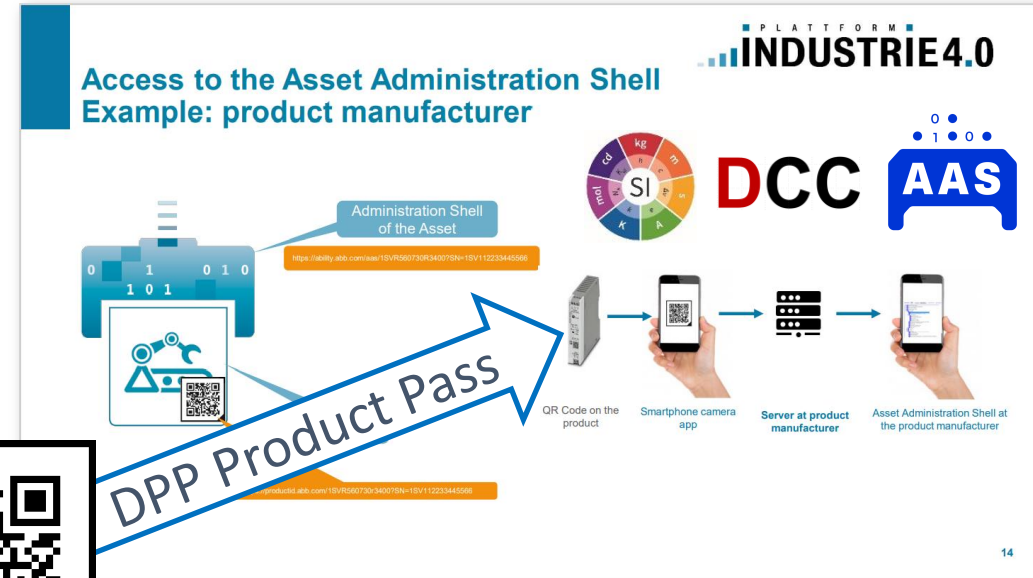 PLATTFORM
INDUSTRIE4.0
Access to the Asset Administration Shell
Example: product manufacturer
SI
kg
m
s
A
K
mol
cd
DCC
0
1 0
AAS
Administration Shell
of the Asset
https://ability.abb.com/aas/1SVR560730R3400?SN=1SV112233445566
0 1 0 1 0
1 0 1
DPP Product Pass
QR Code on the
product
Smartphone camera
app
Server at product
manufacturer
Asset Administration Shell at
the product manufacturer
productid.abb.com/1SVR560730r3400?SN=1SV112233445566
14